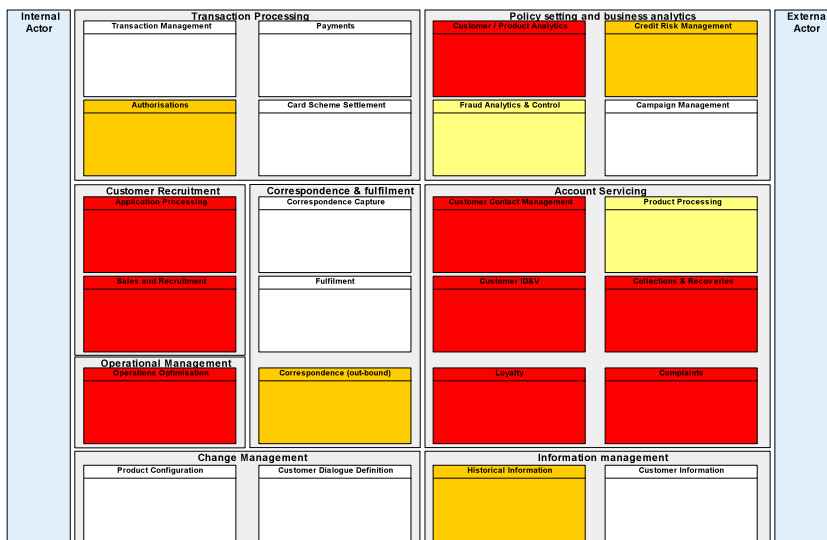 Internal
Actor
Transaction Processing
Policy setting and business analytics
Externa
Actor
Transaction Management
Payments
Customer / Product Analytics
Credit Risk Management
Authorisations
Card Scheme Settlement
Fraud Analytics & Control
Campaign Management
Customer Recruitment
Correspondence & fulfilment
Account Servicing
Application Processing
Correspondence Capture
Customer Contact Management
Product Processing
Sales and Recruitment
Fulfilment
Customer ID&V
Collections & Recoveries
Operational Management
Operations Optimisation
Correspondence (out-bound)
Loyalty
Complaints
Change Management
Information management
Product Configuration
Customer Dialogue Definition
Historical Information
Customer Information